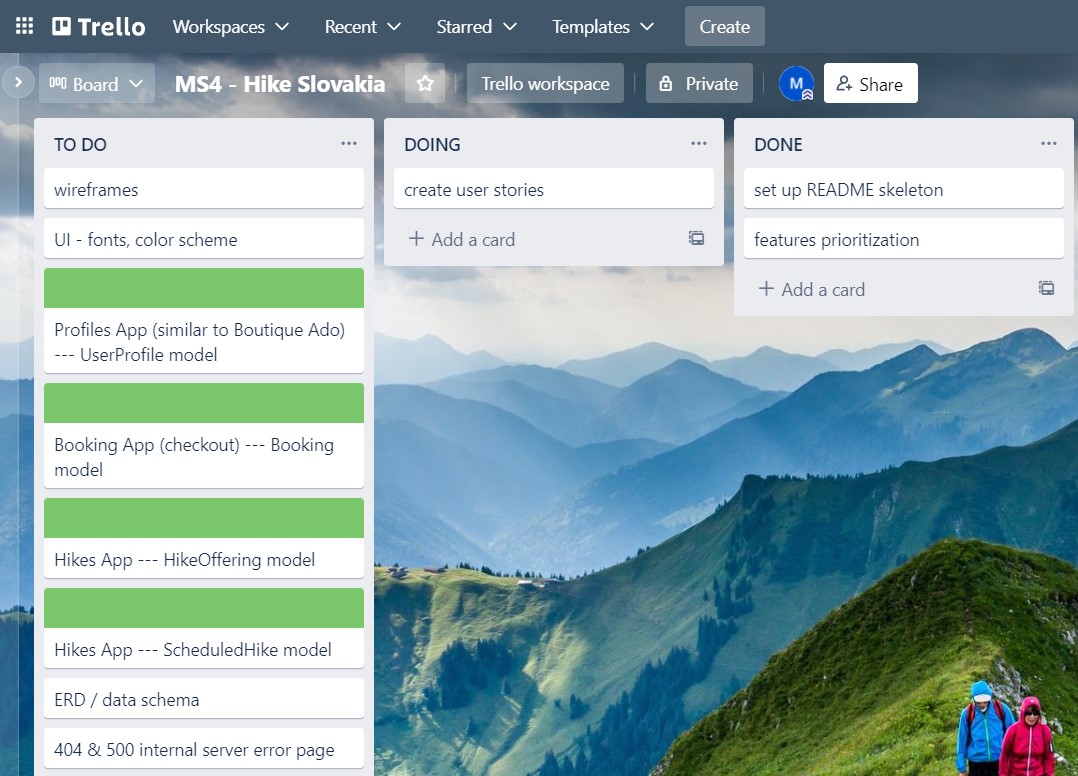 Trello Workspaces Recent Starred Templates Create
Board MS4 - Hike Slovakia Trello workspace Private M Share
TO DO
wireframes
UI - fonts, color scheme
Profiles App (similar to Boutique Ado)
--- UserProfile model
Booking App (checkout) --- Booking
model
Hikes App --- HikeOffering model
Hikes App --- ScheduledHike model
ERD / data schema
404 & 500 internal server error page
DOING
create user stories
+ Add a card
DONE
set up README skeleton
features prioritization
+ Add a card